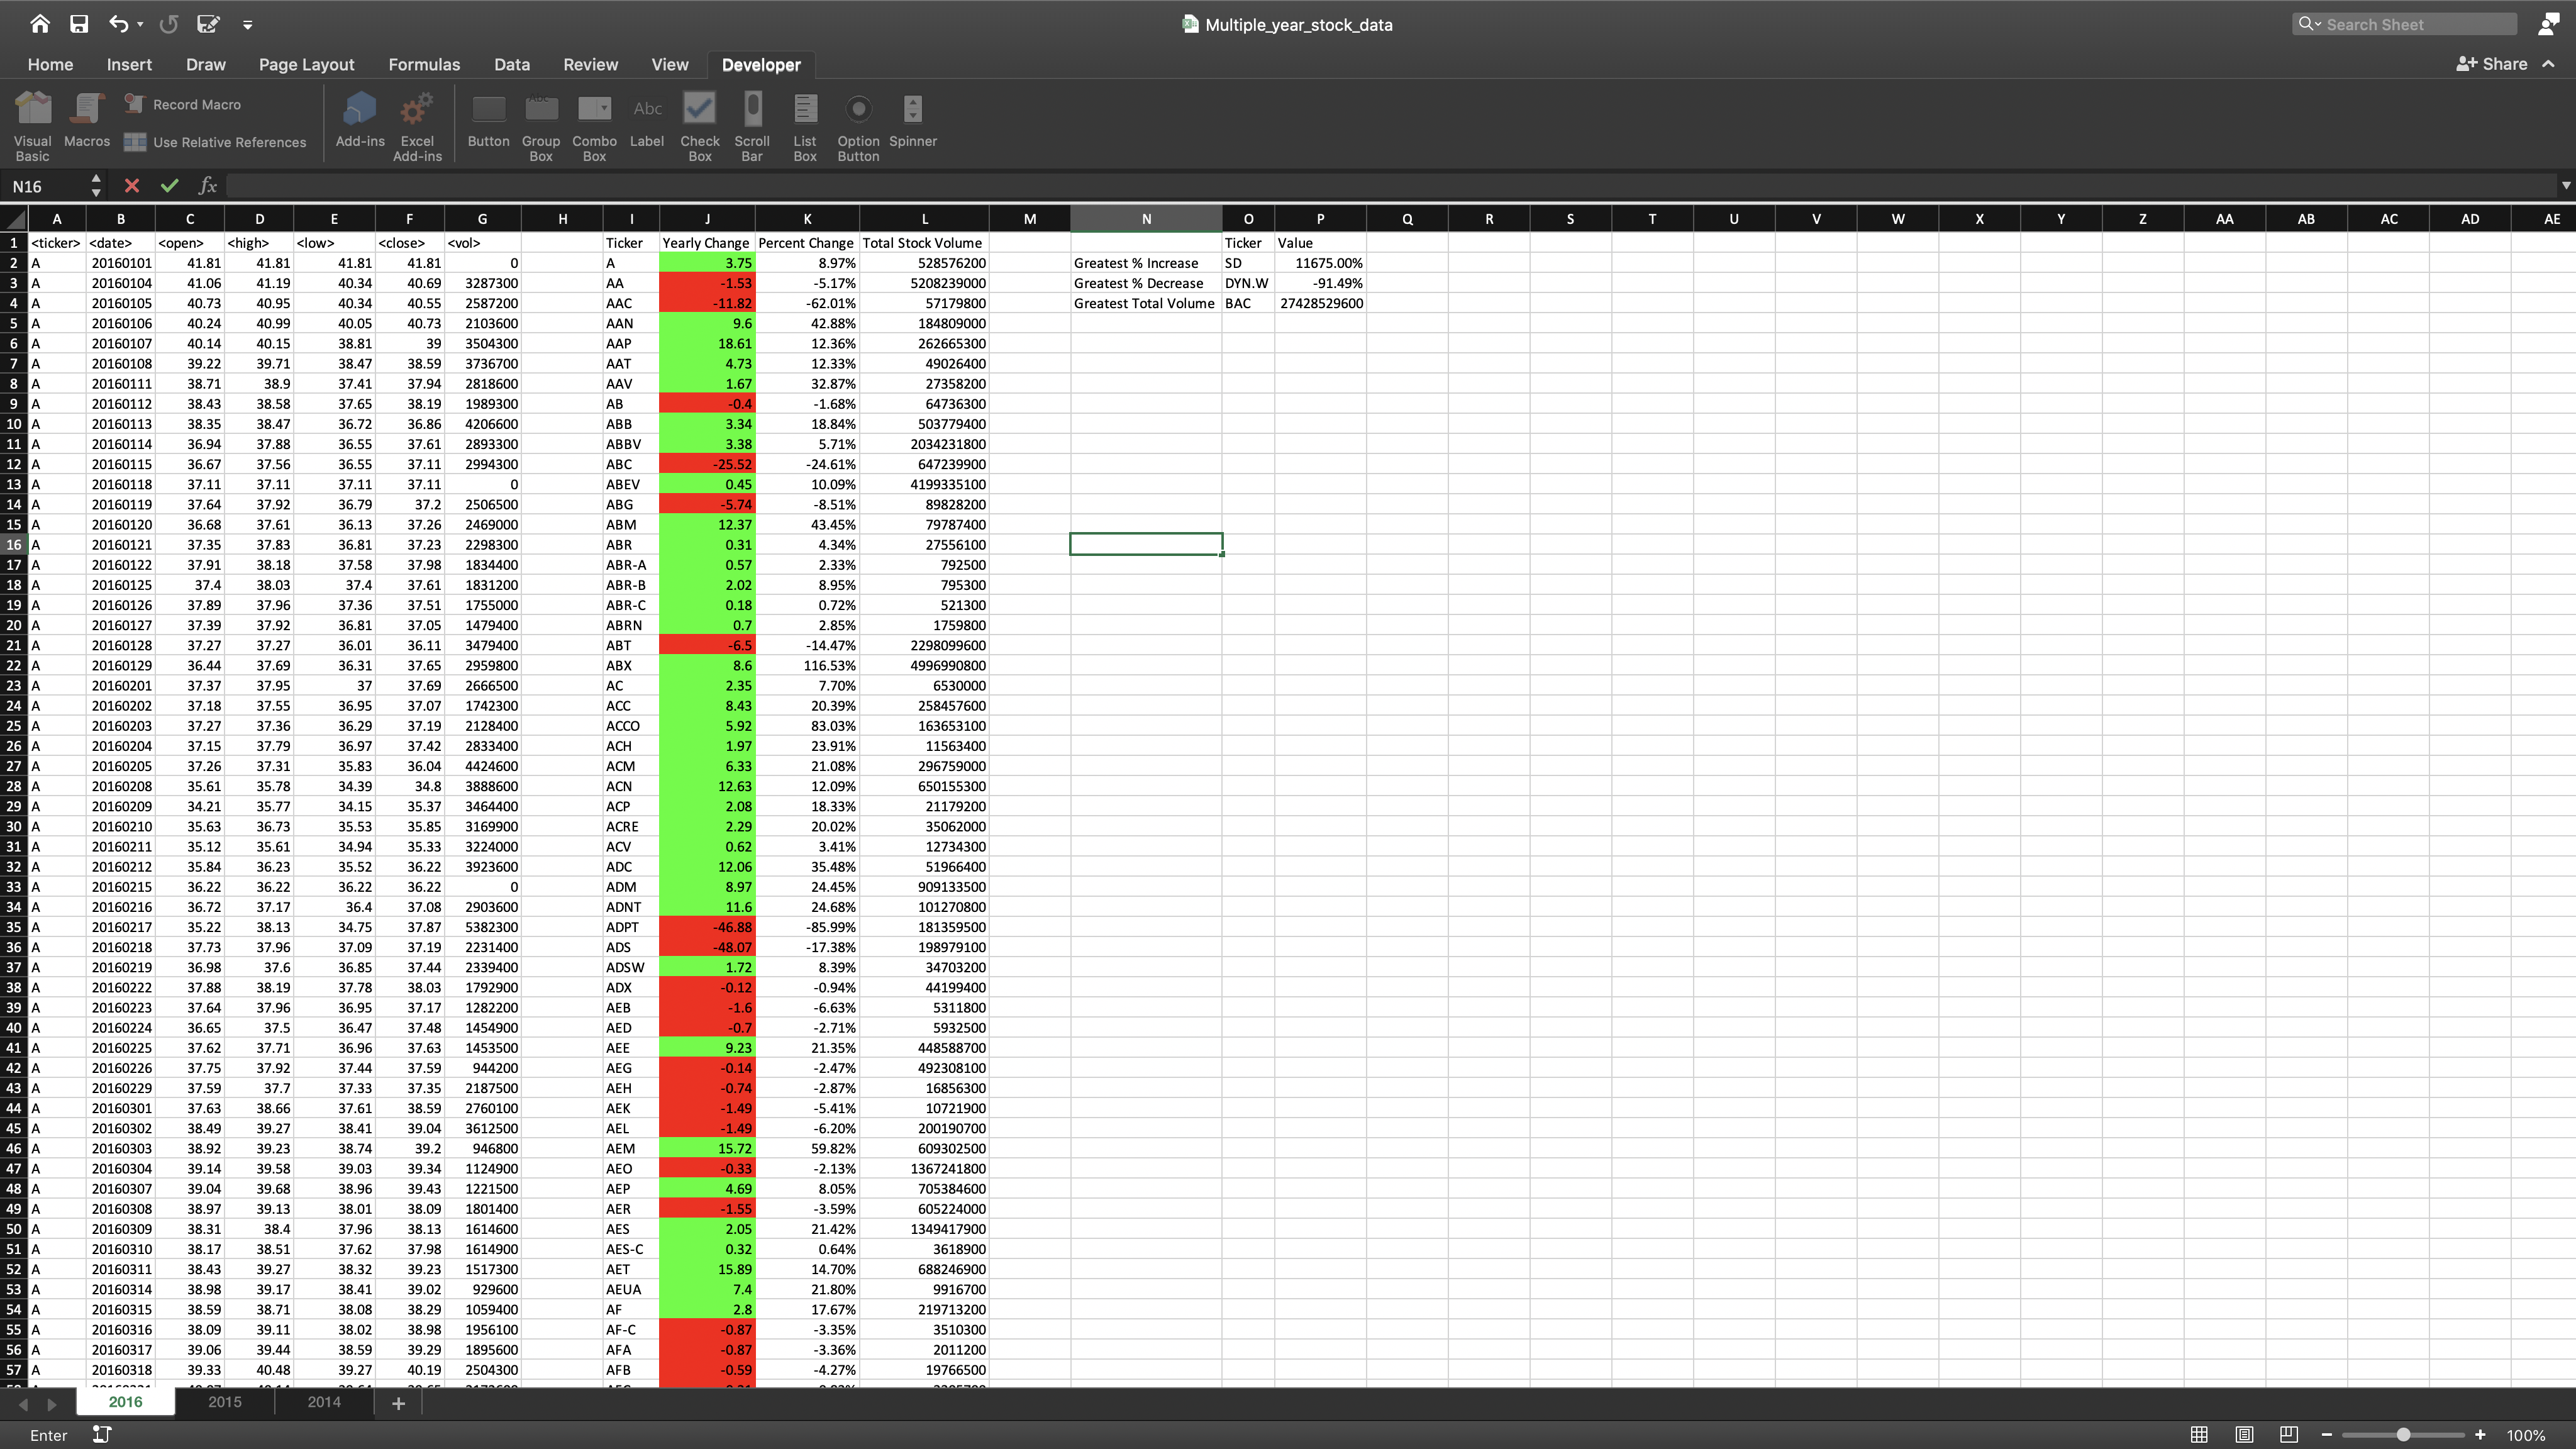 Multiple_year_stock_data
Search Sheet
Home Insert Draw Page Layout Formulas Data Review View Developer Share
Visual Basic Macros Record Macro Use Relative References Add-ins Excel Add-ins Button Group Box Combo Box Label Check Box Scroll Bar List Box Option Button Spinner
Abc
N16 fx
A B C D E F G H I J K L M N O P Q R S T U V W X Y Z AA AB AC AD AE
1 <ticker> <date> <open> <high> <low> <close> <vol> Ticker Yearly Change Percent Change Total Stock Volume Ticker Value
2 A 20160101 41.81 41.81 41.81 41.81 0 A 3.75 8.97% 528576200 Greatest % Increase SD 11675.00%
3 A 20160104 41.06 41.19 40.34 40.69 3287300 AA -1.53 -5.17% 5208239000 Greatest % Decrease DYN.W -91.49%
4 A 20160105 40.73 40.95 40.34 40.55 2587200 AAC -11.82 -62.01% 57179800 Greatest Total Volume BAC 27428529600
5 A 20160106 40.24 40.99 40.05 40.73 2103600 AAN 9.6 42.88% 184809000
6 A 20160107 40.14 40.15 38.81 39 3504300 AAP 18.61 12.36% 262665300
7 A 20160108 39.22 39.71 38.47 38.59 3736700 AAT 4.73 12.33% 49026400
8 A 20160111 38.71 38.9 37.41 37.94 2818600 AAV 1.67 32.87% 27358200
9 A 20160112 38.43 38.58 37.65 38.19 1989300 AB -0.4 -1.68% 64736300
10 A 20160113 38.35 38.47 36.72 36.86 4206600 ABB 3.34 18.84% 503779400
11 A 20160114 36.94 37.88 36.55 37.61 2893300 ABBV 3.38 5.71% 2034231800
12 A 20160115 36.67 37.56 36.55 37.11 2994300 ABC -25.52 -24.61% 647239900
13 A 20160118 37.11 37.11 37.11 37.11 0 ABEV 0.45 10.09% 4199335100
14 A 20160119 37.64 37.92 36.79 37.2 2506500 ABG -5.74 -8.51% 89828200
15 A 20160120 36.68 37.61 36.13 37.26 2469000 ABM 12.37 43.45% 79787400
16 A 20160121 37.35 37.83 36.81 37.23 2298300 ABR 0.31 4.34% 27556100
17 A 20160122 37.91 38.18 37.58 37.98 1834400 ABR-A 0.57 2.33% 792500
18 A 20160125 37.4 38.03 37.4 37.61 1831200 ABR-B 2.02 8.95% 795300
19 A 20160126 37.89 37.96 37.36 37.51 1755000 ABR-C 0.18 0.72% 521300
20 A 20160127 37.39 37.92 36.81 37.05 1479400 ABRN 0.7 2.85% 1759800
21 A 20160128 37.27 37.27 36.01 36.11 3479400 ABT -6.5 -14.47% 2298099600
22 A 20160129 36.44 37.69 36.31 37.65 2959800 ABX 8.6 116.53% 4996990800
23 A 20160201 37.37 37.95 37 37.69 2666500 AC 2.35 7.70% 6530000
24 A 20160202 37.18 37.55 36.95 37.07 1742300 ACC 8.43 20.39% 258457600
25 A 20160203 37.27 37.36 36.29 37.19 2128400 ACCO 5.92 83.03% 163653100
26 A 20160204 37.15 37.79 36.97 37.42 2833400 ACH 1.97 23.91% 11563400
27 A 20160205 37.26 37.31 35.83 36.04 4424600 ACM 6.33 21.08% 296759000
28 A 20160208 35.61 35.78 34.39 34.8 3888600 ACN 12.63 12.09% 650155300
29 A 20160209 34.21 35.77 34.15 35.37 3464400 ACP 2.08 18.33% 21179200
30 A 20160210 35.63 36.73 35.53 35.85 3169900 ACRE 2.29 20.02% 35062000
31 A 20160211 35.12 35.61 34.94 35.33 3224000 ACV 0.62 3.41% 12734300
32 A 20160212 35.84 36.23 35.52 36.22 3923600 ADC 12.06 35.48% 51966400
33 A 20160215 36.22 36.22 36.22 36.22 0 ADM 8.97 24.45% 909133500
34 A 20160216 36.72 37.17 36.4 37.08 2903600 ADNT 11.6 24.68% 101270800
35 A 20160217 35.22 38.13 34.75 37.87 5382300 ADPT -46.88 -85.99% 181359500
36 A 20160218 37.73 37.96 37.09 37.19 2231400 ADS -48.07 -17.38% 198979100
37 A 20160219 36.98 37.6 36.85 37.44 2339400 ADSW 1.72 8.39% 34703200
38 A 20160222 37.88 38.19 37.78 38.03 1792900 ADX -0.12 -0.94% 44199400
39 A 20160223 37.64 37.96 36.95 37.17 1282200 AEB -1.6 -6.63% 5311800
40 A 20160224 36.65 37.5 36.47 37.48 1454900 AED -0.7 -2.71% 5932500
41 A 20160225 37.62 37.71 36.96 37.63 1453500 AEE 9.23 21.35% 448588700
42 A 20160226 37.75 37.92 37.44 37.59 944200 AEG -0.14 -2.47% 492308100
43 A 20160229 37.59 37.7 37.33 37.35 2187500 AEH -0.74 -2.87% 16856300
44 A 20160301 37.63 38.66 37.61 38.59 2760100 AEK -1.49 -5.41% 10721900
45 A 20160302 38.49 39.27 38.41 39.04 3612500 AEL -1.49 -6.20% 200190700
46 A 20160303 38.92 39.23 38.74 39.2 946800 AEM 15.72 59.82% 609302500
47 A 20160304 39.14 39.58 39.03 39.34 1124900 AEO -0.33 -2.13% 1367241800
48 A 20160307 39.04 39.68 38.96 39.43 1221500 AEP 4.69 8.05% 705384600
49 A 20160308 38.97 39.13 38.01 38.09 1801400 AER -1.55 -3.59% 605224000
50 A 20160309 38.31 38.4 37.96 38.13 1614600 AES 2.05 21.42% 1349417900
51 A 20160310 38.17 38.51 37.62 37.98 1614900 AES-C 0.32 0.64% 3618900
52 A 20160311 38.43 39.27 38.32 39.23 1517300 AET 15.89 14.70% 688246900
53 A 20160314 38.98 39.17 38.41 39.02 929600 AEUA 7.4 21.80% 9916700
54 A 20160315 38.59 38.71 38.08 38.29 1059400 AF 2.8 17.67% 219713200
55 A 20160316 38.09 39.11 38.02 38.98 1956100 AF-C -0.87 -3.35% 3510300
56 A 20160317 39.06 39.44 38.59 39.29 1895600 AFA -0.87 -3.36% 2011200
57 A 20160318 39.33 40.48 39.27 40.19 2504300 AFB -0.59 -4.27% 19766500
2016 2015 2014 +
Enter 100%